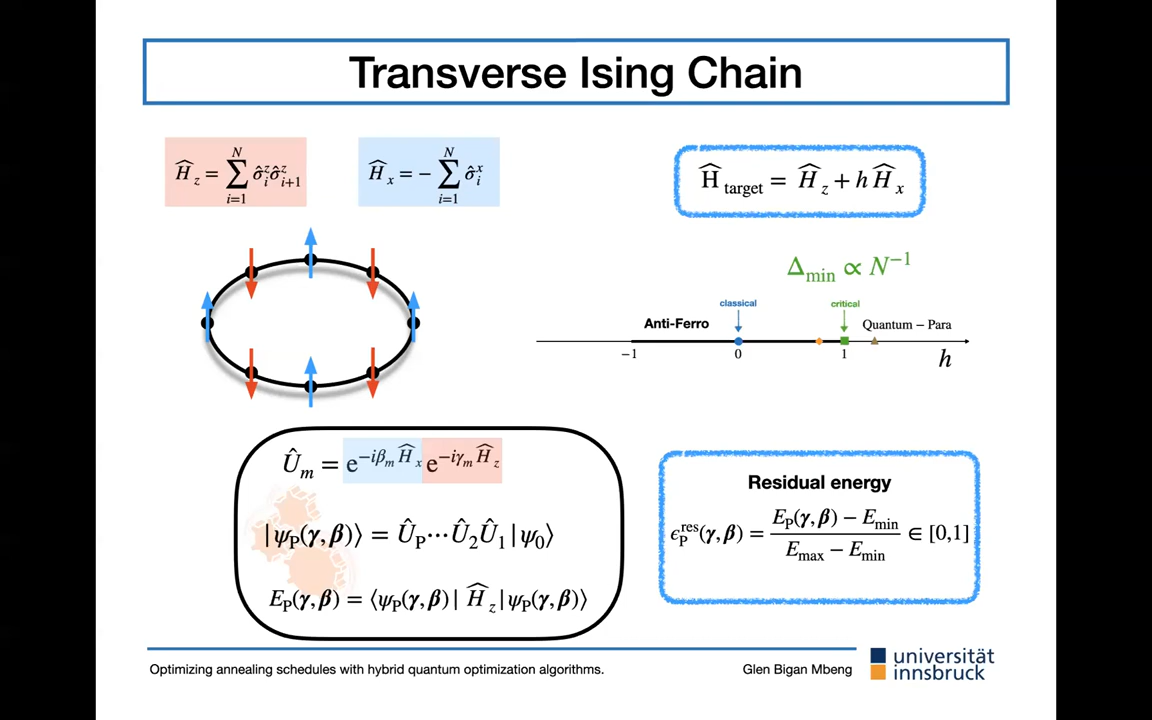 Transverse Ising Chain
Ĥ_z = ∑_{i=1}^{N} σ̂_i^z σ̂_{i+1}^z
Ĥ_x = − ∑_{i=1}^{N} σ̂_i^x
Ĥ_target = Ĥ_z + h Ĥ_x
Δ_min ∝ N^{−1}
classical
critical
Anti-Ferro
Quantum − Para
−1
0
1
h
Û_m = e^{−iβ_m Ĥ_x} e^{−iγ_m Ĥ_z}
|ψ_P(γ, β)⟩ = Û_P ⋯ Û_2 Û_1 |ψ_0⟩
E_P(γ, β) = ⟨ψ_P(γ, β) | Ĥ_z | ψ_P(γ, β)⟩
Residual energy
ϵ_P^res(γ, β) = (E_P(γ, β) − E_min) / (E_max − E_min) ∈ [0,1]
Optimizing annealing schedules with hybrid quantum optimization algorithms.
Glen Bigan Mbeng
universität
innsbruck